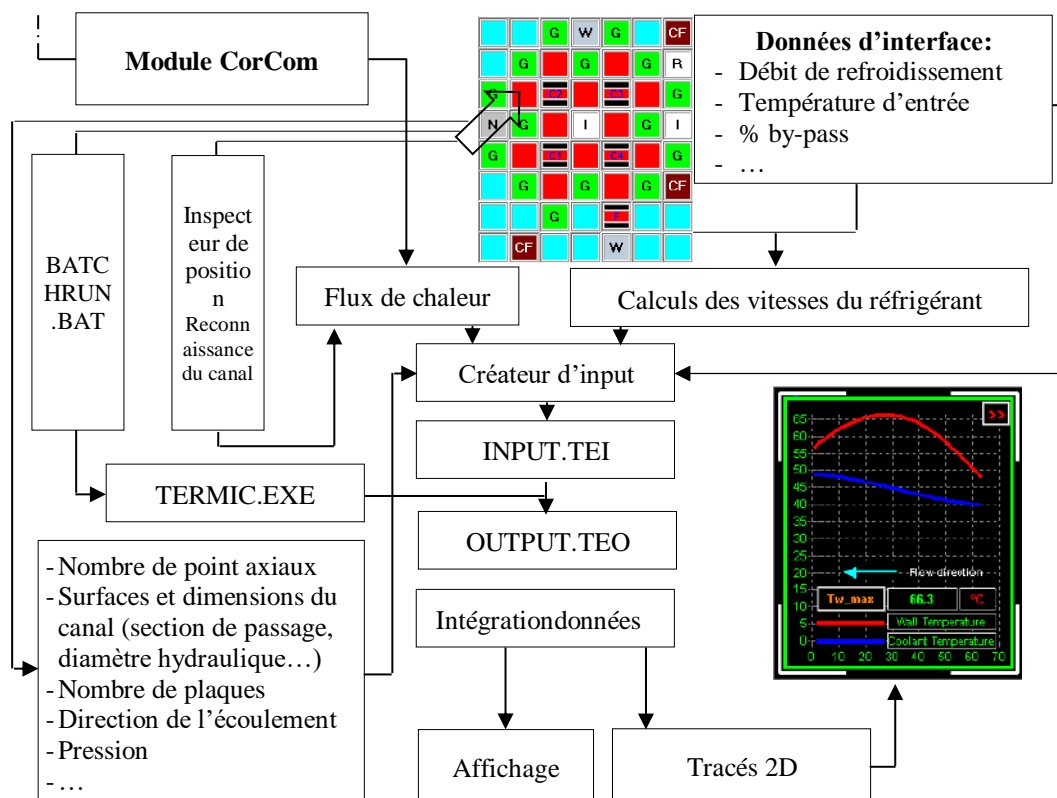 Module CorCom
G W G CF
G G R
G C2 C3 G
N G I G I
G C1 C4 G
G G G CF
G F
CF W
Données d’interface:
- Débit de refroidissement
- Température d’entrée
- % by-pass
- …
BATC
HRUN
.BAT
Inspect
eur de
positio
n
Reconn
aissance
du canal
Flux de chaleur
Calculs des vitesses du réfrigérant
Créateur d’input
INPUT.TEI
TERMIC.EXE
OUTPUT.TEO
- Nombre de point axiaux
- Surfaces et dimensions du
canal (section de passage,
diamètre hydraulique…)
- Nombre de plaques
- Direction de l’écoulement
- Pression
- …
Intégrationdonnées
Affichage
Tracés 2D
>>
65
60
55
50
45
40
35
30
25
20
15
10
5
0
Flow direction
Tw_max 66.3 °C
Wall Temperature
Coolant Temperature
0 10 20 30 40 50 60 70